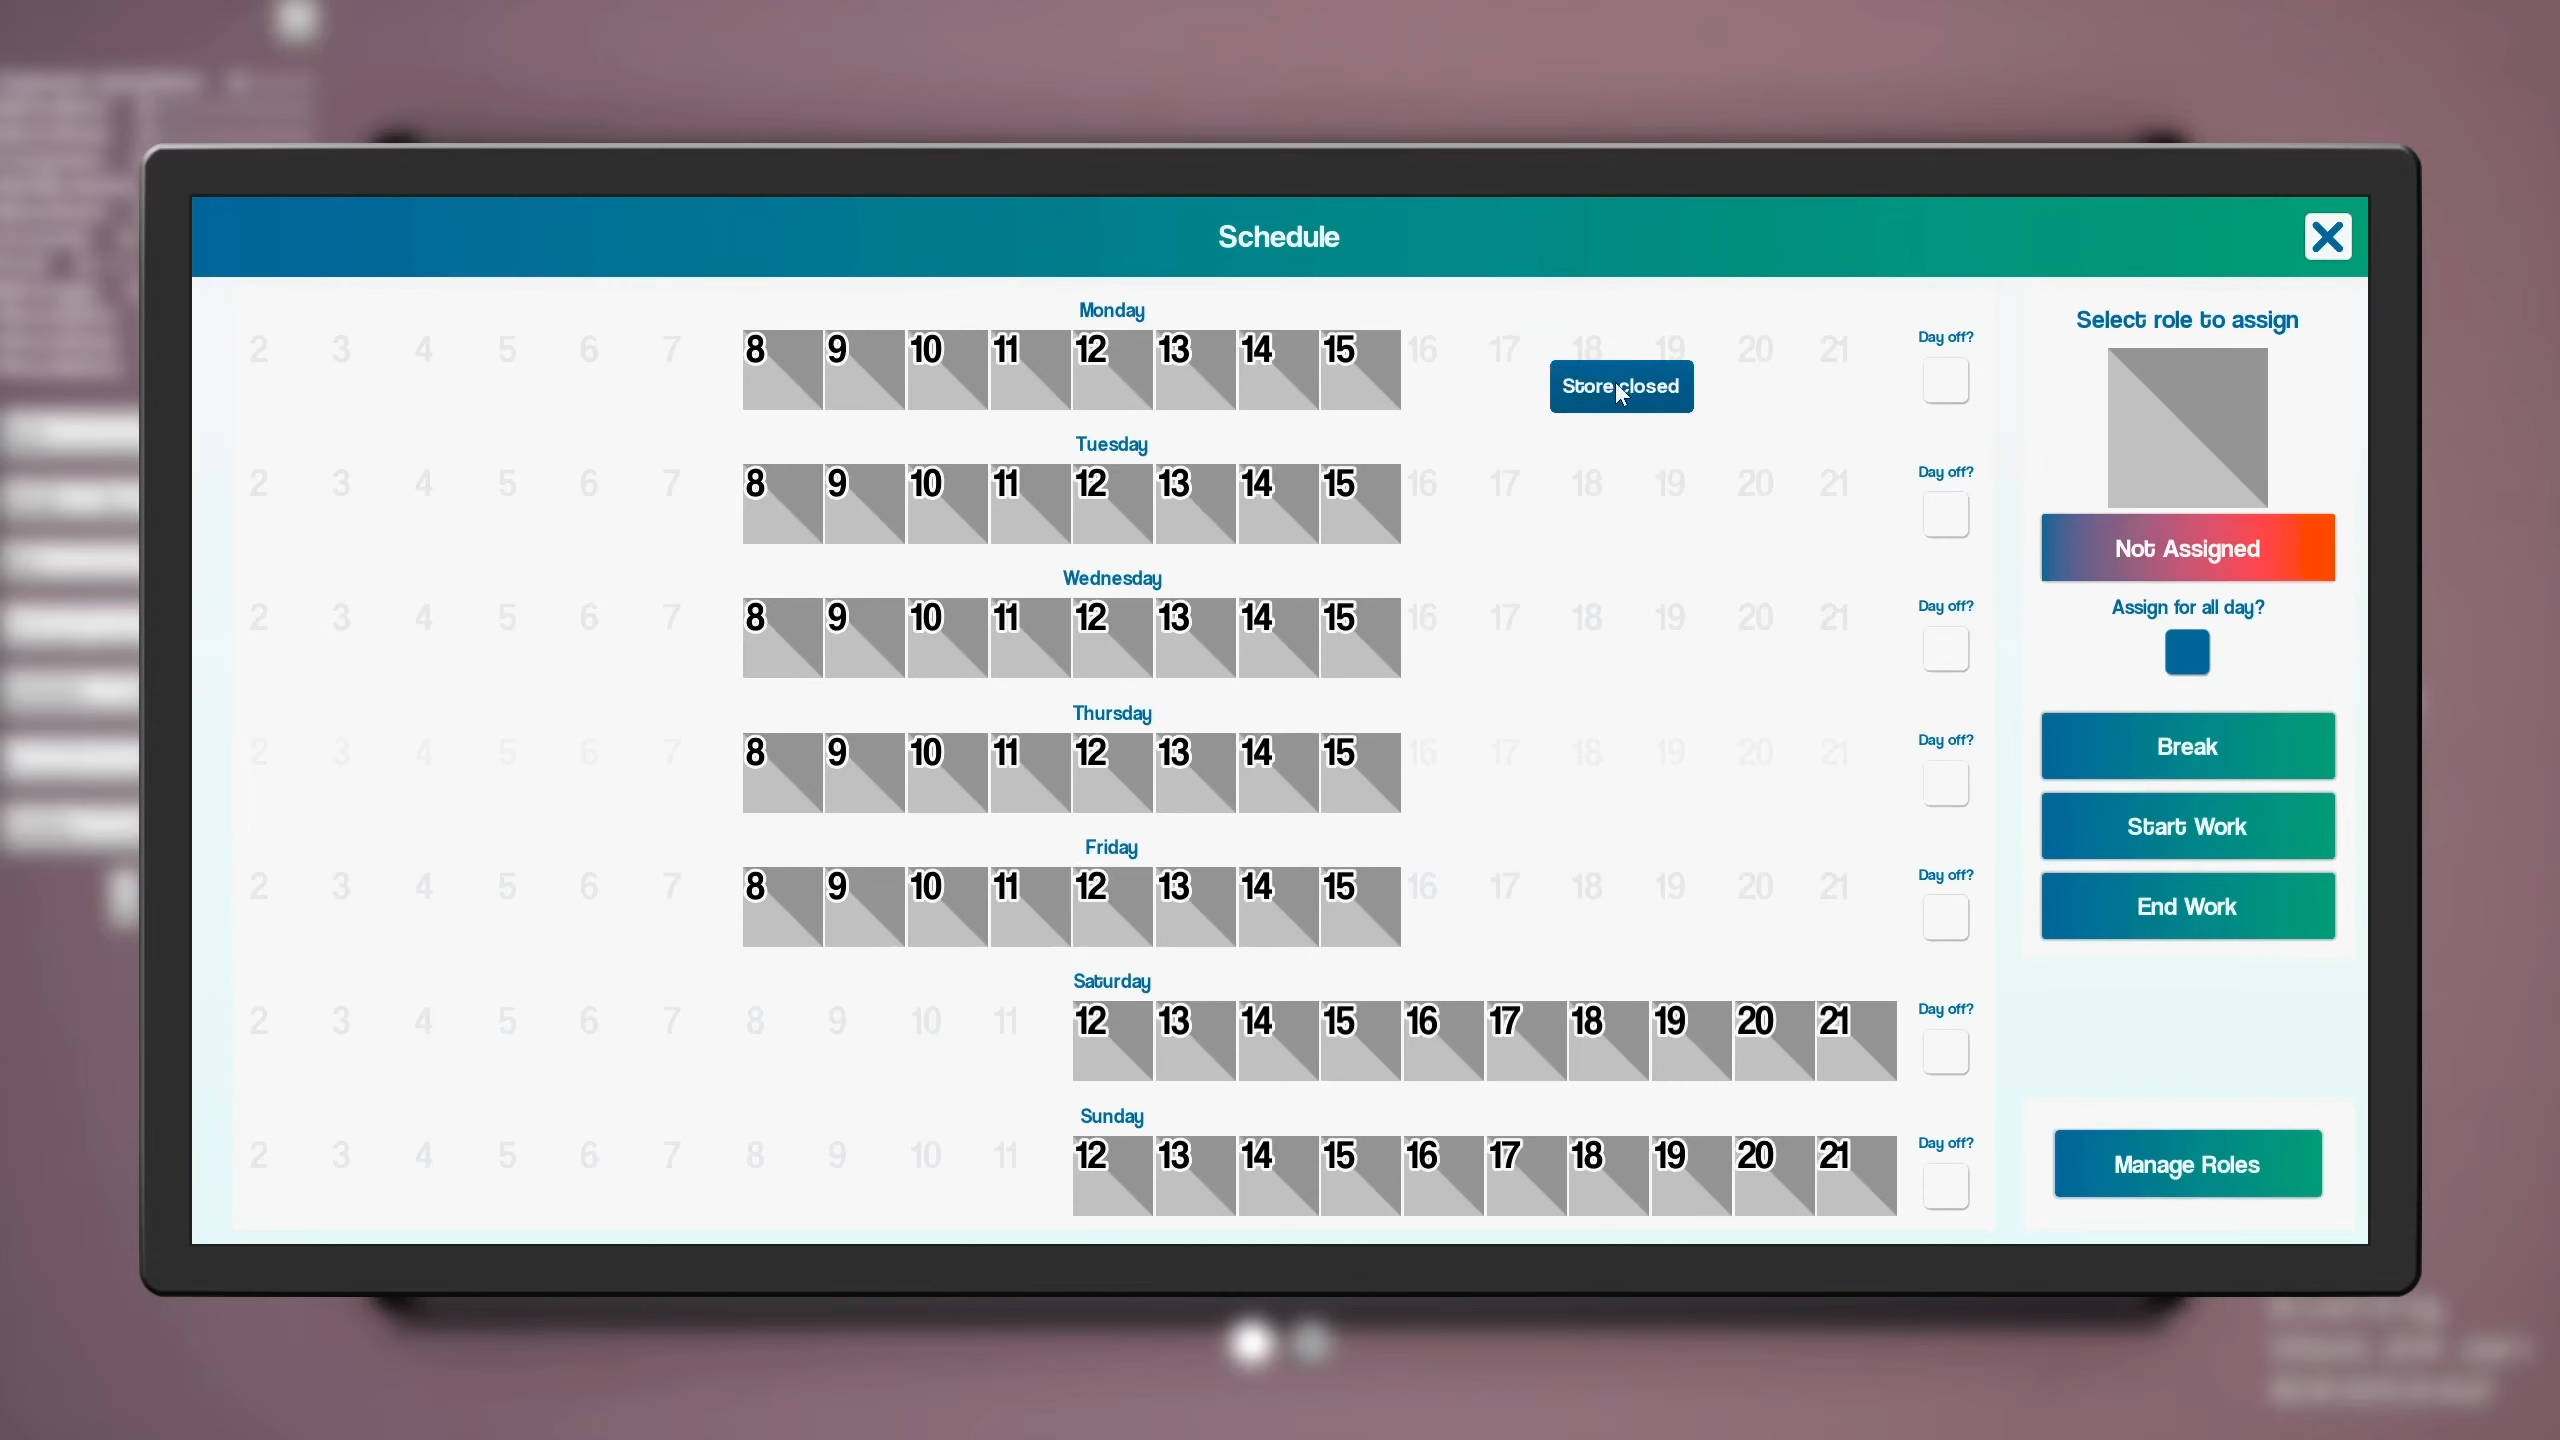 Schedule
Monday
2 3 4 5 6 7 8 9 10 11 12 13 14 15 16 17 18 19 20 21
Day off?
Store closed
Tuesday
2 3 4 5 6 7 8 9 10 11 12 13 14 15 16 17 18 19 20 21
Day off?
Wednesday
2 3 4 5 6 7 8 9 10 11 12 13 14 15 16 17 18 19 20 21
Day off?
Thursday
2 3 4 5 6 7 8 9 10 11 12 13 14 15 16 17 18 19 20 21
Day off?
Friday
2 3 4 5 6 7 8 9 10 11 12 13 14 15 16 17 18 19 20 21
Day off?
Saturday
2 3 4 5 6 7 8 9 10 11 12 13 14 15 16 17 18 19 20 21
Day off?
Sunday
2 3 4 5 6 7 8 9 10 11 12 13 14 15 16 17 18 19 20 21
Day off?
Select role to assign
Not Assigned
Assign for all day?
Break
Start Work
End Work
Manage Roles